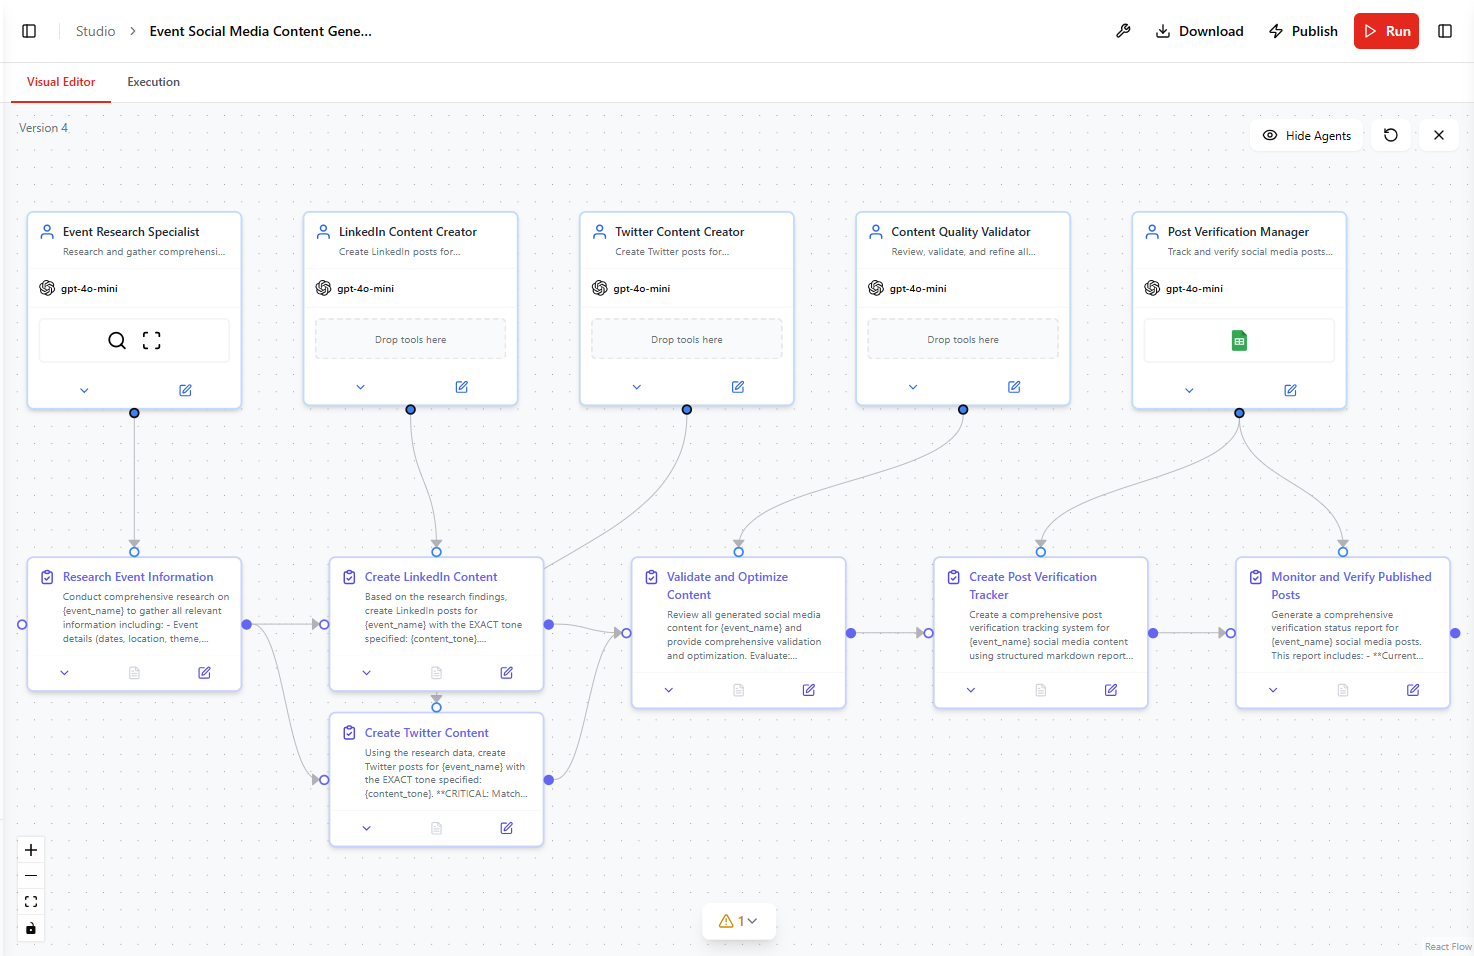 Studio
Event Social Media Content Gene...
Download
Publish
Run
Visual Editor
Execution
Version 4
Hide Agents
Event Research Specialist
Research and gather comprehensi...
gpt-4o-mini
LinkedIn Content Creator
Create LinkedIn posts for...
gpt-4o-mini
Drop tools here
Twitter Content Creator
Create Twitter posts for...
gpt-4o-mini
Drop tools here
Content Quality Validator
Review, validate, and refine all...
gpt-4o-mini
Drop tools here
Post Verification Manager
Track and verify social media posts...
gpt-4o-mini
Research Event Information
Conduct comprehensive research on
{event_name} to gather all relevant
information including: - Event
details (dates, location, theme,...
Create LinkedIn Content
Based on the research findings,
create LinkedIn posts for
{event_name} with the EXACT tone
specified: {content_tone}....
Create Twitter Content
Using the research data, create
Twitter posts for {event_name} with
the EXACT tone specified:
{content_tone}. **CRITICAL: Match...
Validate and Optimize
Content
Review all generated social media
content for {event_name} and
provide comprehensive validation
and optimization. Evaluate:...
Create Post Verification
Tracker
Create a comprehensive post
verification tracking system for
{event_name} social media content
using structured markdown report...
Monitor and Verify Published
Posts
Generate a comprehensive
verification status report for
{event_name} social media posts.
This report includes: - **Current...
1
React Flow